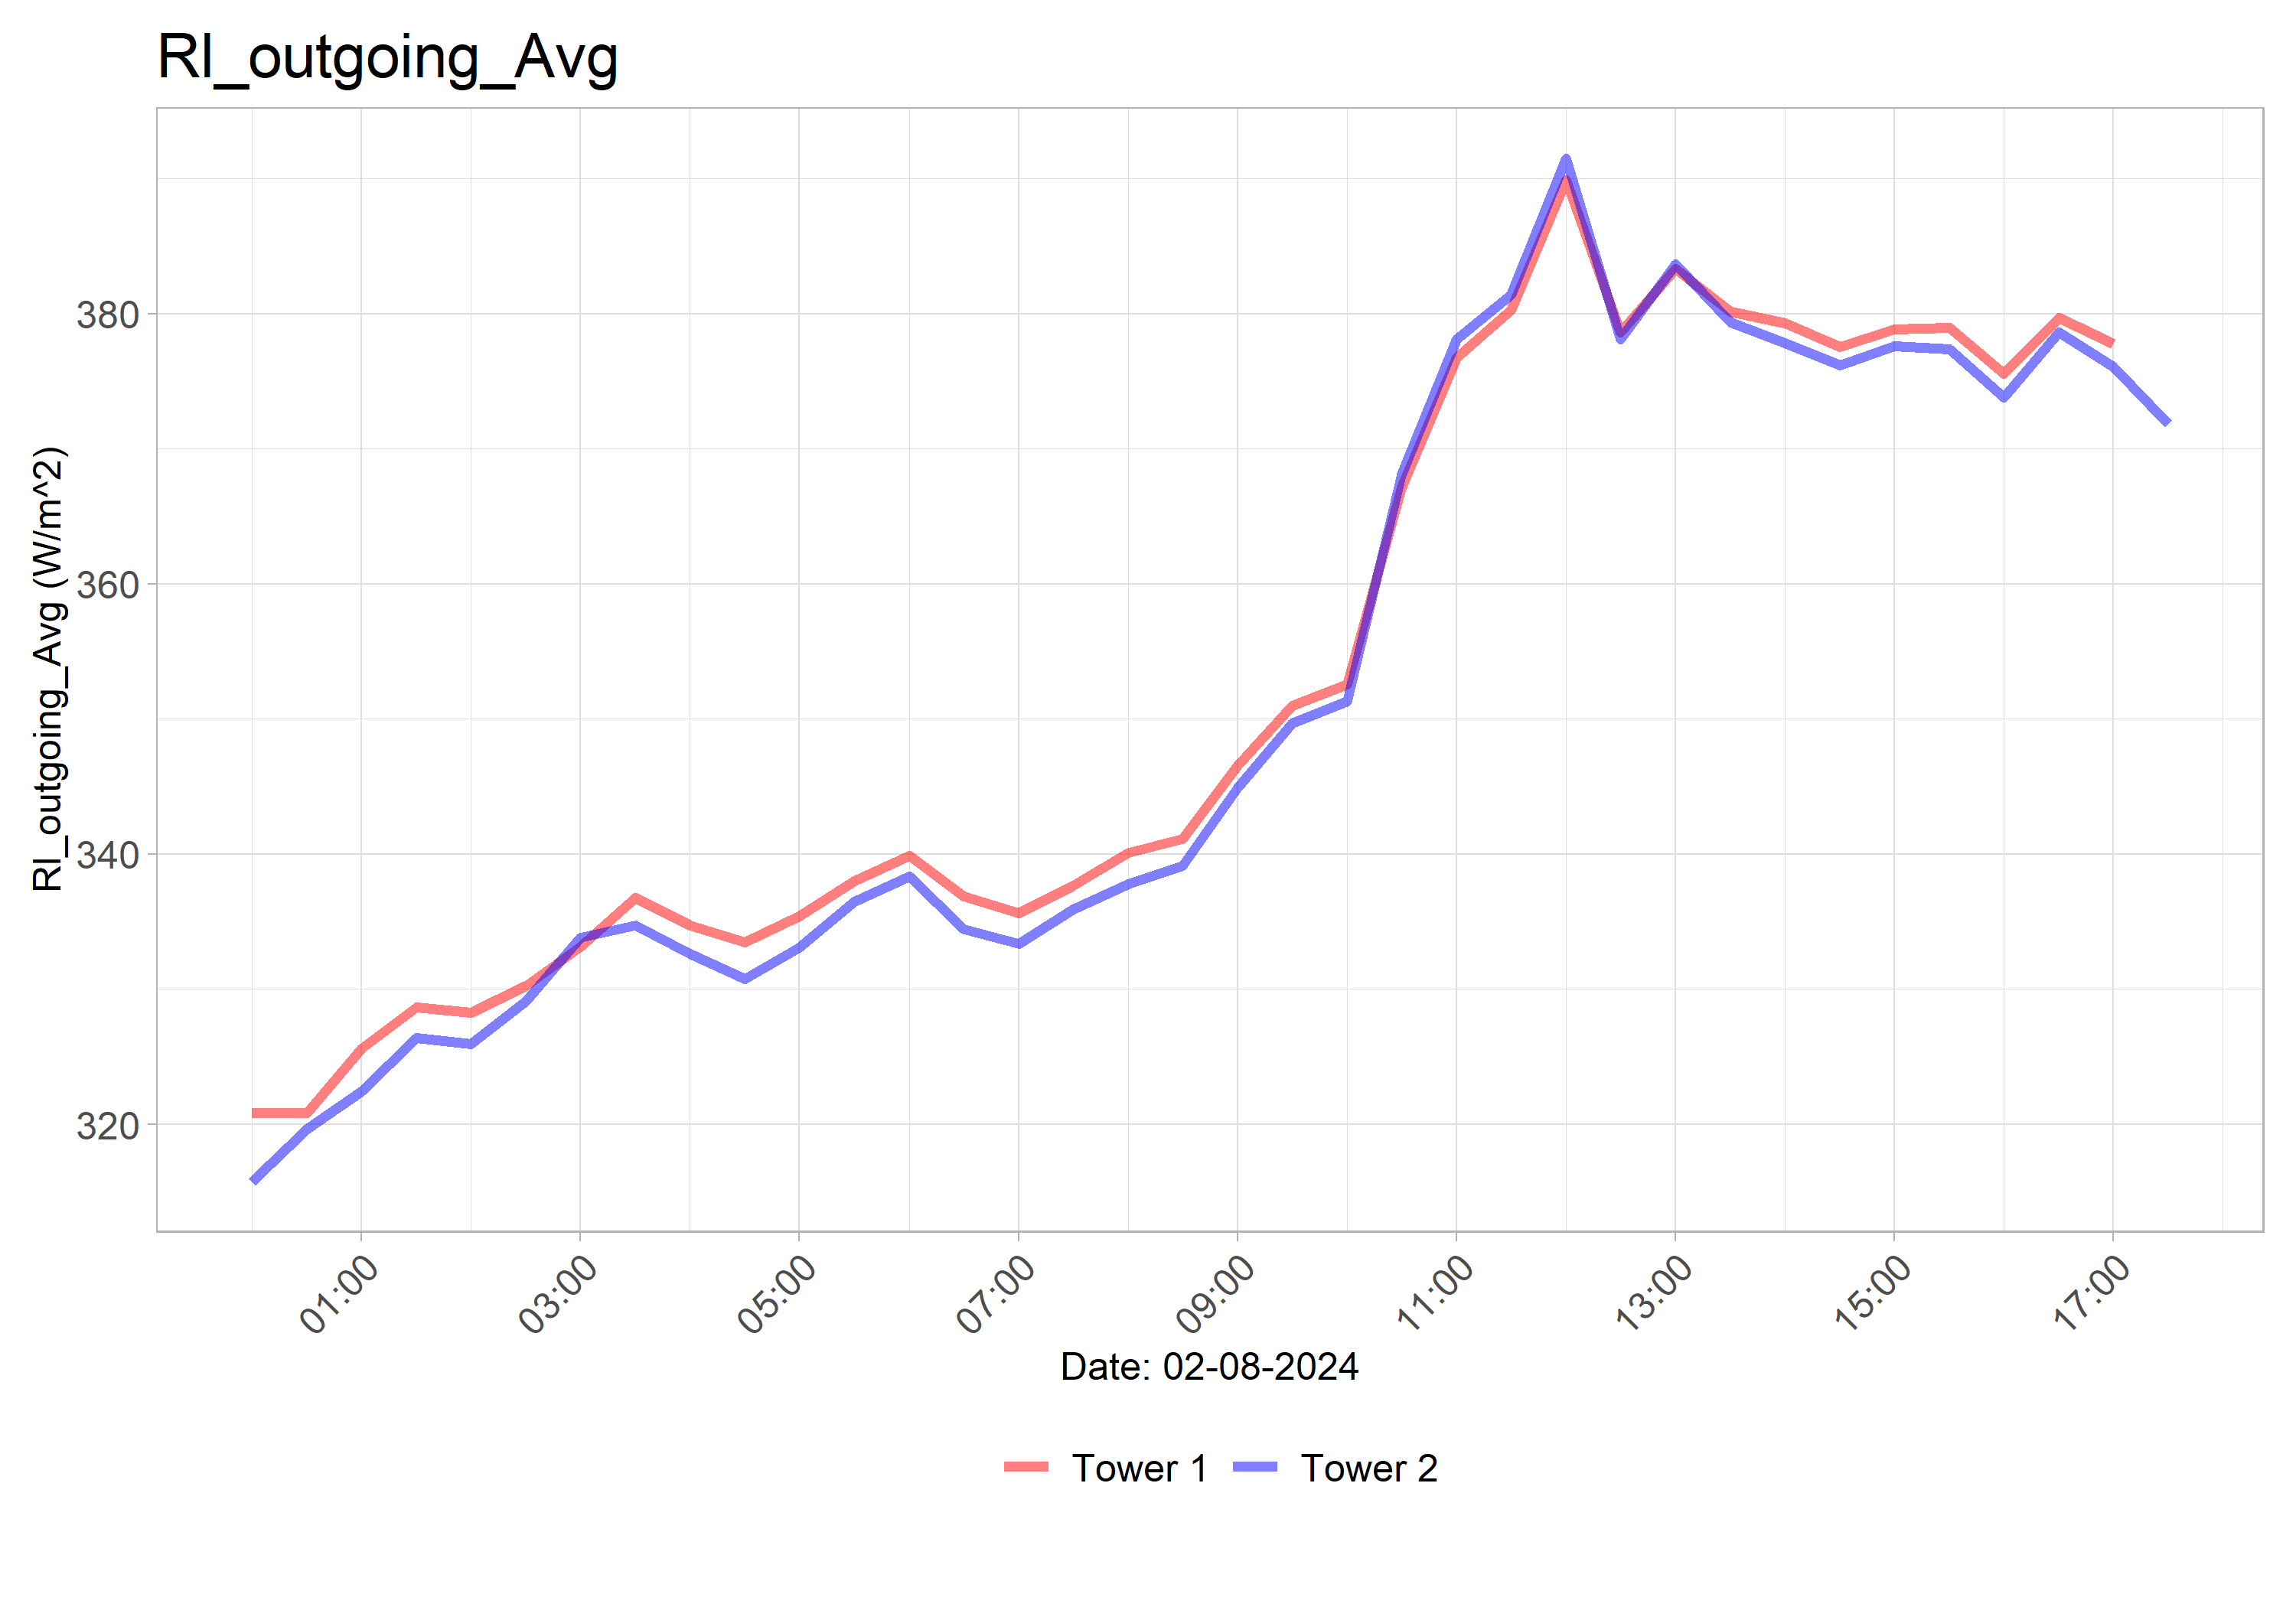 Rl_outgoing_Avg
Rl_outgoing_Avg (W/m^2)
380
360
340
320
01:00
03:00
05:00
07:00
09:00
11:00
13:00
15:00
17:00
Date: 02-08-2024
Tower 1
Tower 2